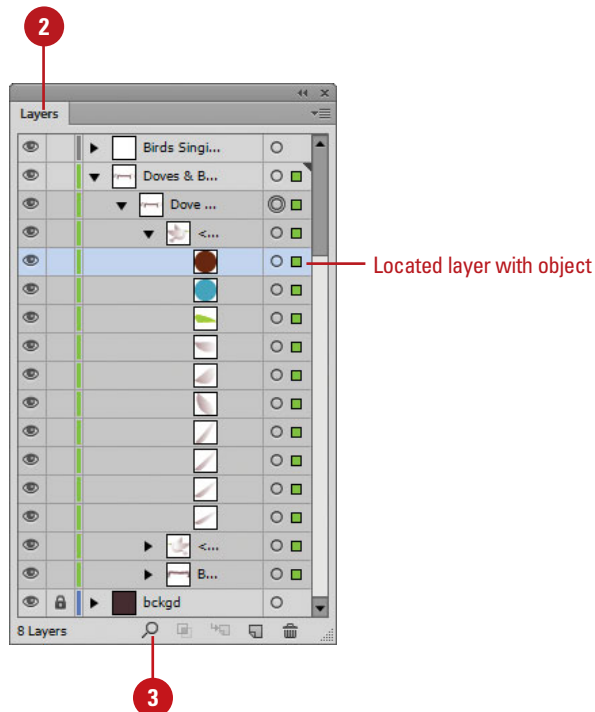 2
Layers
Birds Singi...
Doves & B...
Dove ...
<...
Located layer with object
<...
B...
bckgd
8 Layers
3